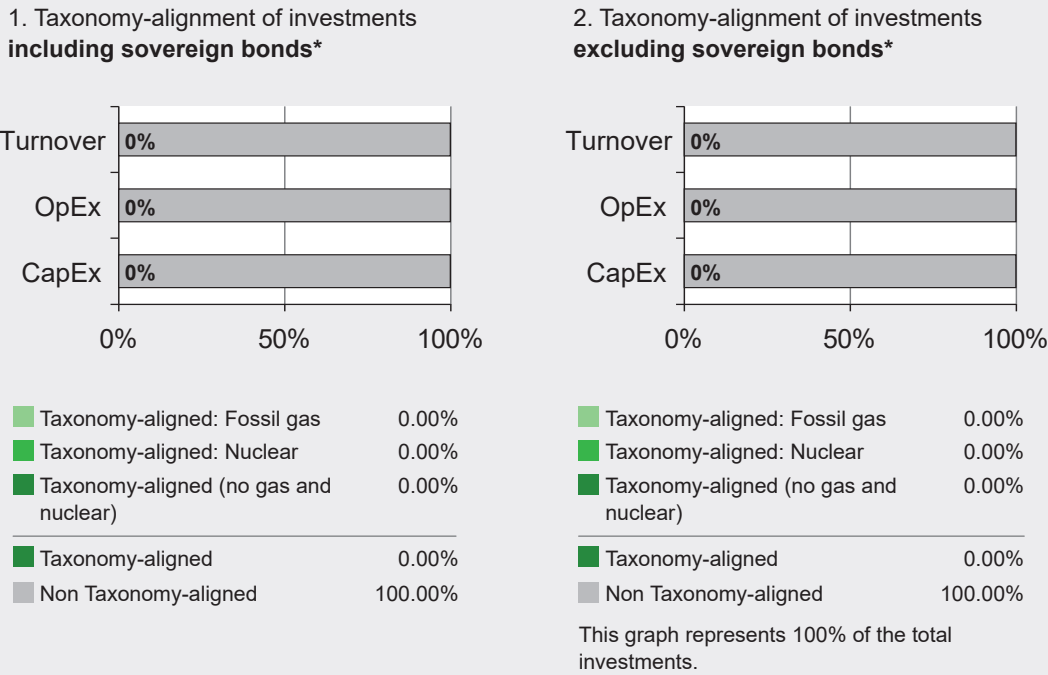 1. Taxonomy-alignment of investments
including sovereign bonds*
Turnover 0%
OpEx 0%
CapEx 0%
0% 50% 100%
Taxonomy-aligned: Fossil gas 0.00%
Taxonomy-aligned: Nuclear 0.00%
Taxonomy-aligned (no gas and 0.00%
nuclear)
Taxonomy-aligned 0.00%
Non Taxonomy-aligned 100.00%
2. Taxonomy-alignment of investments
excluding sovereign bonds*
Turnover 0%
OpEx 0%
CapEx 0%
0% 50% 100%
Taxonomy-aligned: Fossil gas 0.00%
Taxonomy-aligned: Nuclear 0.00%
Taxonomy-aligned (no gas and 0.00%
nuclear)
Taxonomy-aligned 0.00%
Non Taxonomy-aligned 100.00%
This graph represents 100% of the total
investments.